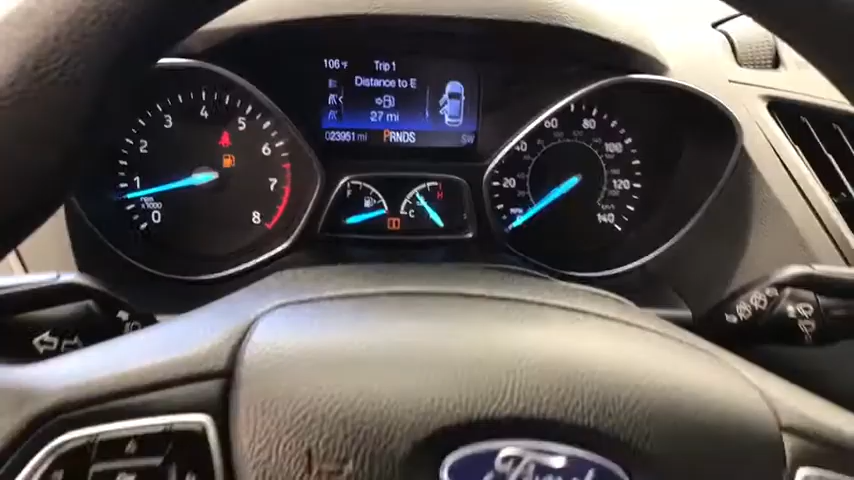 106°F Trip 1
Distance to E
27 mi
023951 mi PRNDS SW
0 1 2 3 4 5 6 7 8
rpm
x1000
F
C H
MPH 20 40 60 80 100 120 140
Ford